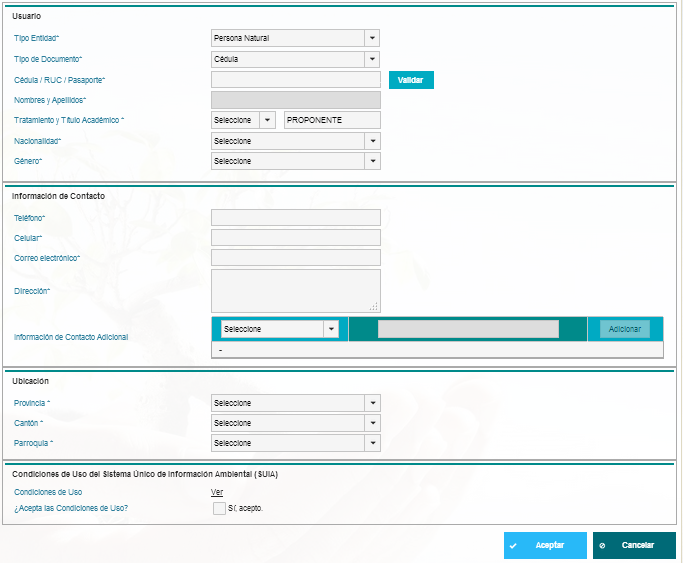 Usuario
Tipo Entidad* Persona Natural
Tipo de Documento* Cédula
Cédula / RUC / Pasaporte* Validar
Nombres y Apellidos*
Tratamiento y Título Académico * Seleccione PROPONENTE
Nacionalidad* Seleccione
Género* Seleccione
Información de Contacto
Teléfono*
Celular*
Correo electrónico*
Dirección*
Información de Contacto Adicional Seleccione Adicionar
-
Ubicación
Provincia * Seleccione
Cantón * Seleccione
Parroquia * Seleccione
Condiciones de Uso del Sistema Único de Información Ambiental (SUIA)
Condiciones de Uso Ver
¿Acepta las Condiciones de Uso? Sí, acepto.
Aceptar Cancelar